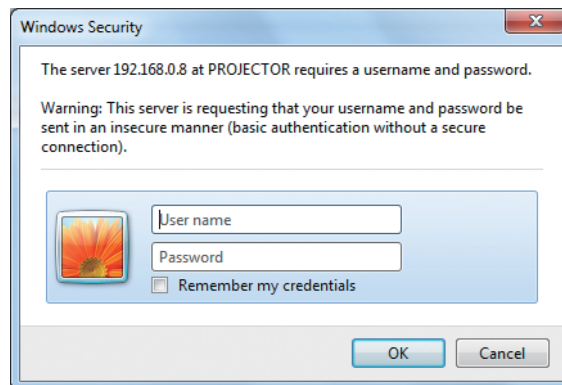 Windows Security
The server 192.168.0.8 at PROJECTOR requires a username and password.
Warning: This server is requesting that your username and password be
sent in an insecure manner (basic authentication without a secure
connection).
User name
Password
Remember my credentials
OK Cancel